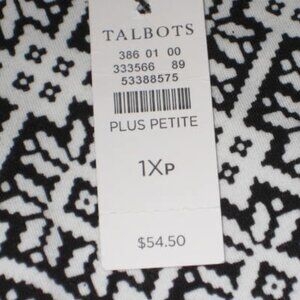 TALBOTS
386 01 00
333566 89
53388575
PLUS PETITE
1XP
$54.50